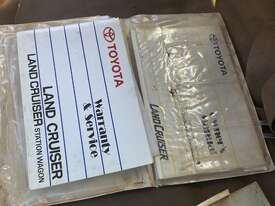 TOYOTA
Warranty
& Service
LAND CRUISER
LAND CRUISER STATION WAGON
TOYOTA
LAND CRUISER